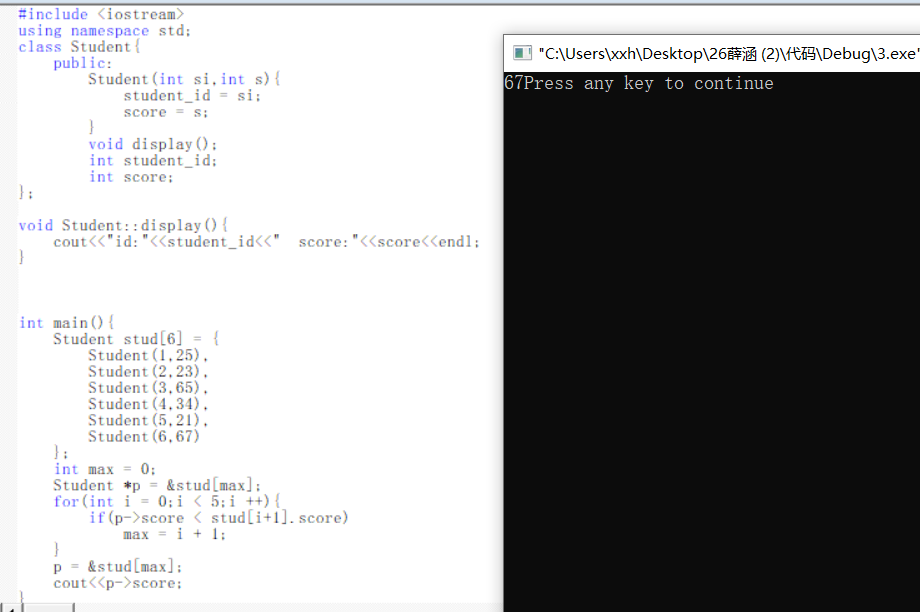 #include <iostream>
using namespace std;
class Student{
public:
Student(int si,int s){
student_id = si;
score = s;
}
void display();
int student_id;
int score;
};
void Student::display(){
cout<<"id:"<<student_id<<"  score:"<<score<<endl;
}
int main(){
Student stud[6] = {
Student(1,25),
Student(2,23),
Student(3,65),
Student(4,34),
Student(5,21),
Student(6,67)
};
int max = 0;
Student *p = &stud[max];
for(int i = 0;i < 5;i ++){
if(p->score < stud[i+1].score)
max = i + 1;
}
p = &stud[max];
cout<<p->score;
}
"C:\Users\xxh\Desktop\26薛涵 (2)\代码\Debug\3.exe"
67Press any key to continue